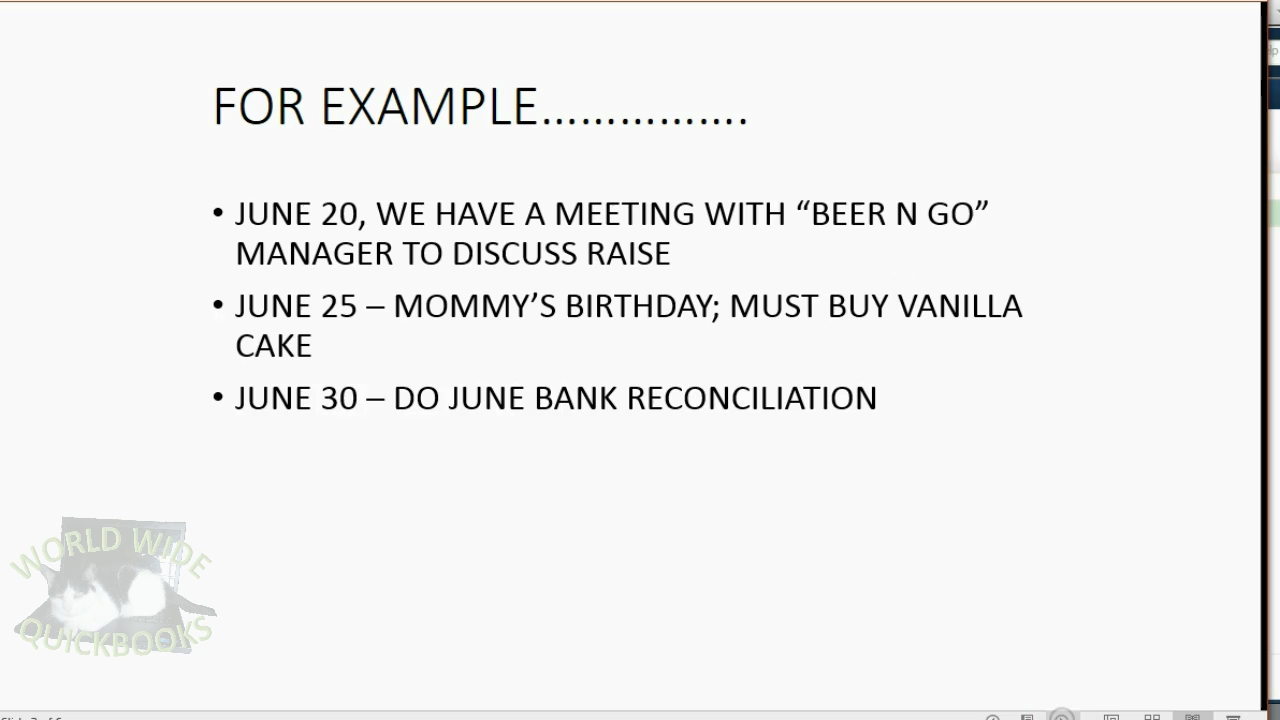 FOR EXAMPLE…………….
• JUNE 20, WE HAVE A MEETING WITH “BEER N GO”
MANAGER TO DISCUSS RAISE
• JUNE 25 – MOMMY’S BIRTHDAY; MUST BUY VANILLA
CAKE
• JUNE 30 – DO JUNE BANK RECONCILIATION
WORLD WIDE
QUICKBOOKS